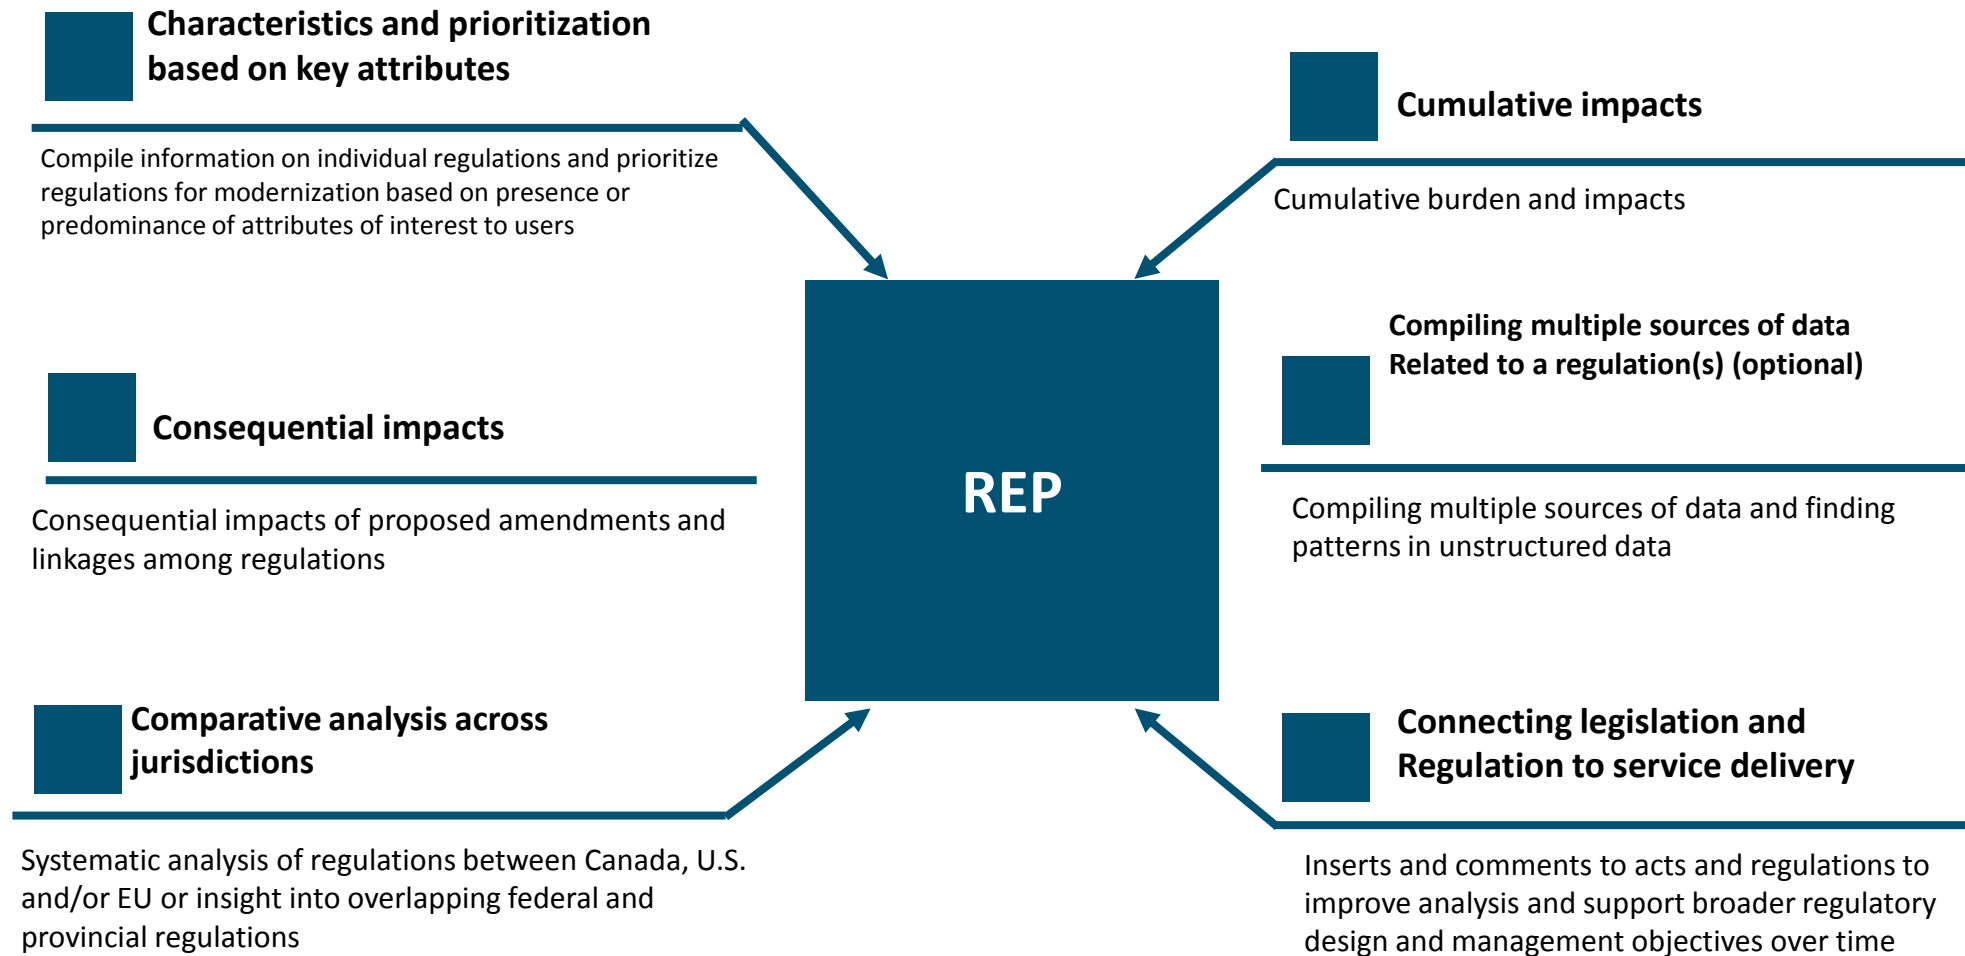 Characteristics and prioritization
based on key attributes
Compile information on individual regulations and prioritize
regulations for modernization based on presence or
predominance of attributes of interest to users
Consequential impacts
Consequential impacts of proposed amendments and
linkages among regulations
Comparative analysis across
jurisdictions
Systematic analysis of regulations between Canada, U.S.
and/or EU or insight into overlapping federal and
provincial regulations
REP
Cumulative impacts
Cumulative burden and impacts
Compiling multiple sources of data
Related to a regulation(s) (optional)
Compiling multiple sources of data and finding
patterns in unstructured data
Connecting legislation and
Regulation to service delivery
Inserts and comments to acts and regulations to
improve analysis and support broader regulatory
design and management objectives over time